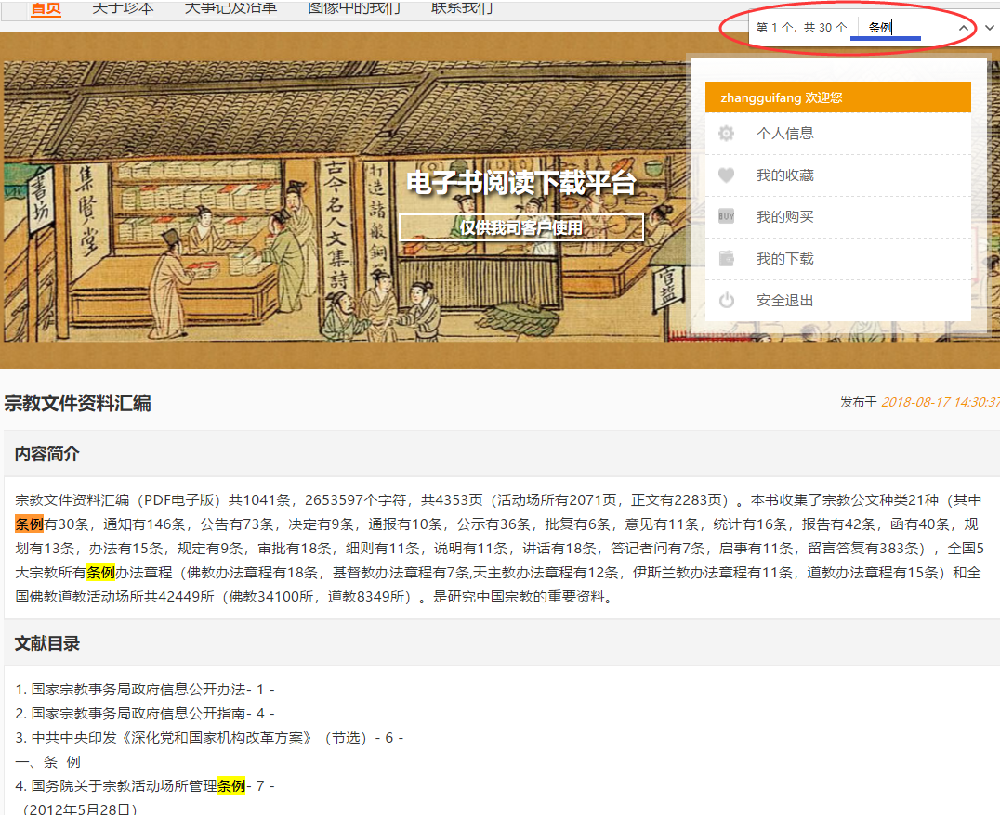 首页 关于珍本 大事记及沿革 图像中的我们 联系我们
第 1 个，共 30 个 条例
zhangguifang 欢迎您
个人信息
我的收藏
BUY 我的购买
我的下载
安全退出
書坊
集賢堂
古今名人文集詩
打造諸般銅
官鹽
电子书阅读下载平台
仅供我司客户使用
宗教文件资料汇编
发布于 2018-08-17 14:30:37
内容简介
宗教文件资料汇编（PDF电子版）共1041条，2653597个字符，共4353页（活动场所有2071页，正文有2283页）。本书收集了宗教公文种类21种（其中
条例有30条，通知有146条，公告有73条，决定有9条，通报有10条，公示有36条，批复有6条，意见有11条，统计有16条，报告有42条，函有40条，规
划有13条，办法有15条，规定有9条，审批有18条，细则有11条，说明有11条，讲话有18条，答记者问有7条，启事有11条，留言答复有383条），全国5
大宗教所有条例办法章程（佛教办法章程有18条，基督教办法章程有7条,天主教办法章程有12条，伊斯兰教办法章程有11条，道教办法章程有15条）和全
国佛教道教活动场所共42449所（佛教34100所，道教8349所）。是研究中国宗教的重要资料。
文献目录
1. 国家宗教事务局政府信息公开办法- 1 -
2. 国家宗教事务局政府信息公开指南- 4 -
3. 中共中央印发《深化党和国家机构改革方案》（节选）- 6 -
一、条 例
4. 国务院关于宗教活动场所管理条例- 7 -
（2012年5月28日）